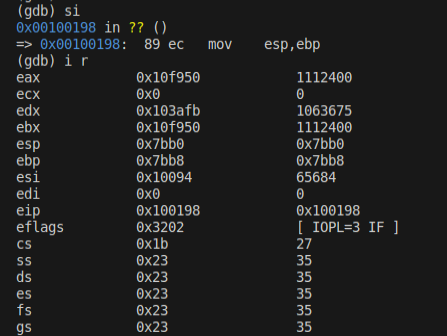 (gdb) si
0x00100198 in ?? ()
=> 0x00100198: 89 ec mov esp,ebp
(gdb) i r
eax 0x10f950 1112400
ecx 0x0 0
edx 0x103afb 1063675
ebx 0x10f950 1112400
esp 0x7bb0 0x7bb0
ebp 0x7bb8 0x7bb8
esi 0x10094 65684
edi 0x0 0
eip 0x100198 0x100198
eflags 0x3202 [ IOPL=3 IF ]
cs 0x1b 27
ss 0x23 35
ds 0x23 35
es 0x23 35
fs 0x23 35
gs 0x23 35